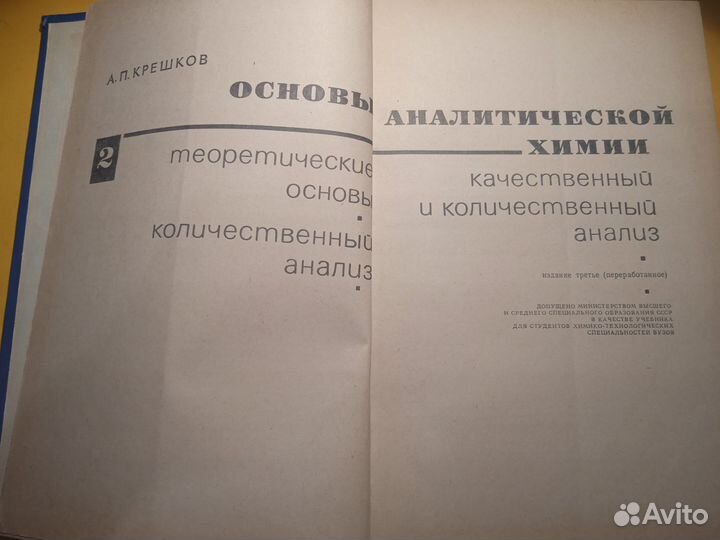 А. П. КРЕШКОВ
ОСНОВЫ
АНАЛИТИЧЕСКОЙ
ХИМИИ
2
теоретические
основы
количественный
анализ
качественный
и количественный
анализ
издание третье (переработанное)
ДОПУЩЕНО МИНИСТЕРСТВОМ ВЫСШЕГО
И СРЕДНЕГО СПЕЦИАЛЬНОГО ОБРАЗОВАНИЯ СССР
В КАЧЕСТВЕ УЧЕБНИКА
ДЛЯ СТУДЕНТОВ ХИМИКО-ТЕХНОЛОГИЧЕСКИХ
СПЕЦИАЛЬНОСТЕЙ ВУЗОВ
Avito